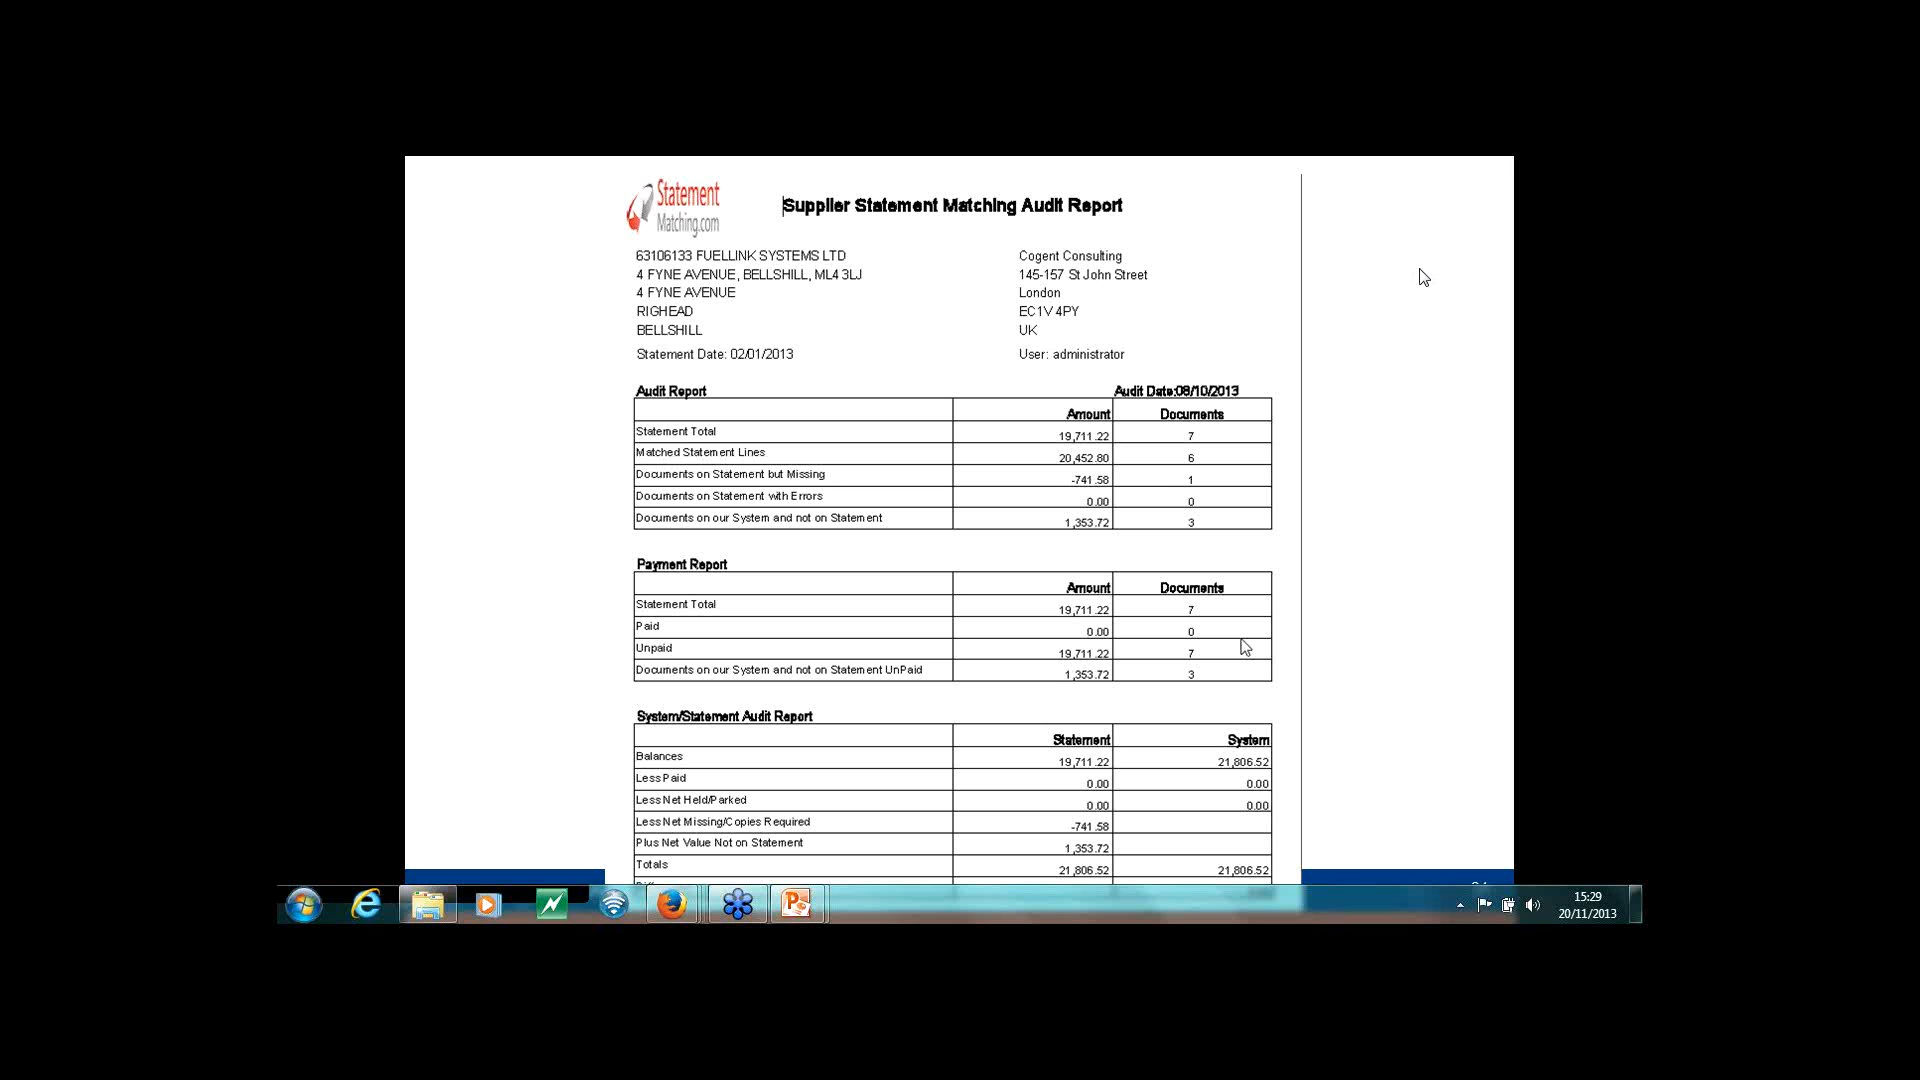 Statement
Matching.com
Supplier Statement Matching Audit Report
63106133 FUELLINK SYSTEMS LTD
4 FYNE AVENUE, BELLSHILL, ML4 3LJ
4 FYNE AVENUE
RIGHEAD
BELLSHILL
Statement Date: 02/01/2013
Cogent Consulting
145-157 St John Street
London
EC1V 4PY
UK
User: administrator
Audit Report Audit Date:08/10/2013
Amount Documents
Statement Total 19,711.22 7
Matched Statement Lines 20,452.80 6
Documents on Statement but Missing -741.58 1
Documents on Statement with Errors 0.00 0
Documents on our System and not on Statement 1,353.72 3
Payment Report
Amount Documents
Statement Total 19,711.22 7
Paid 0.00 0
Unpaid 19,711.22 7
Documents on our System and not on Statement UnPaid 1,353.72 3
System/Statement Audit Report
Statement System
Balances 19,711.22 21,806.52
Less Paid 0.00 0.00
Less Net Held/Parked 0.00 0.00
Less Net Missing/Copies Required -741.58
Plus Net Value Not on Statement 1,353.72
Totals 21,806.52 21,806.52
15:29
20/11/2013